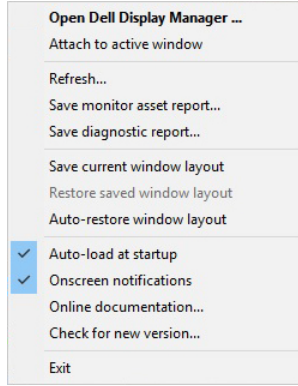 Open Dell Display Manager ...
Attach to active window
Refresh...
Save monitor asset report...
Save diagnostic report...
Save current window layout
Restore saved window layout
Auto-restore window layout
Auto-load at startup
Onscreen notifications
Online documentation...
Check for new version...
Exit